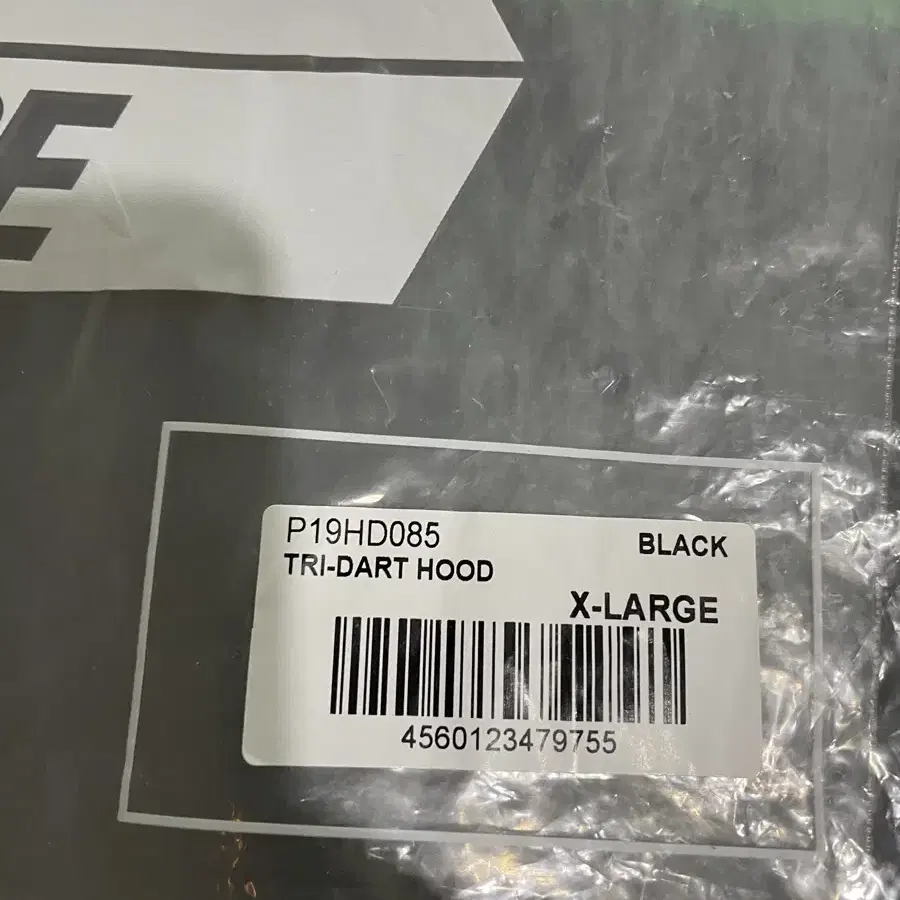 E
P19HD085
BLACK
TRI-DART HOOD
X-LARGE
4560123479755